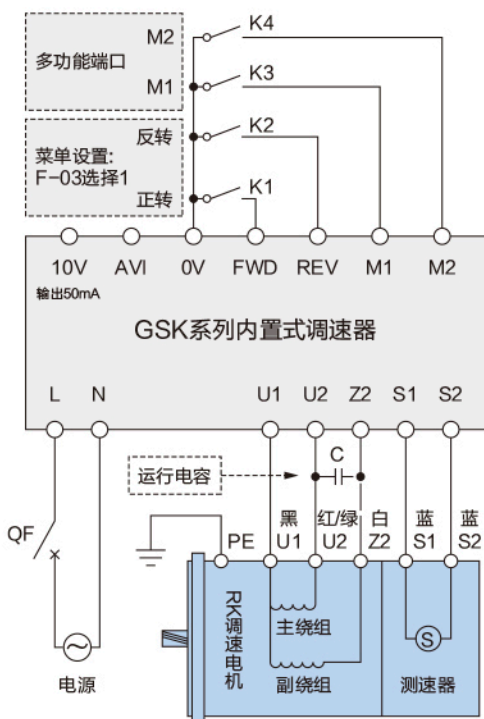 M2
K4
多功能端口
M1
K3
反转
K2
菜单设置:
F-03选择1
正转
K1
10V AVI 0V FWD REV M1 M2
输出50mA
GSK系列内置式调速器
L N U1 U2 Z2 S1 S2
C
运行电容
QF
黑 红/绿 白 蓝 蓝
PE U1 U2 Z2 S1 S2
RK调速电机
主绕组
S
副绕组
测速器
电源